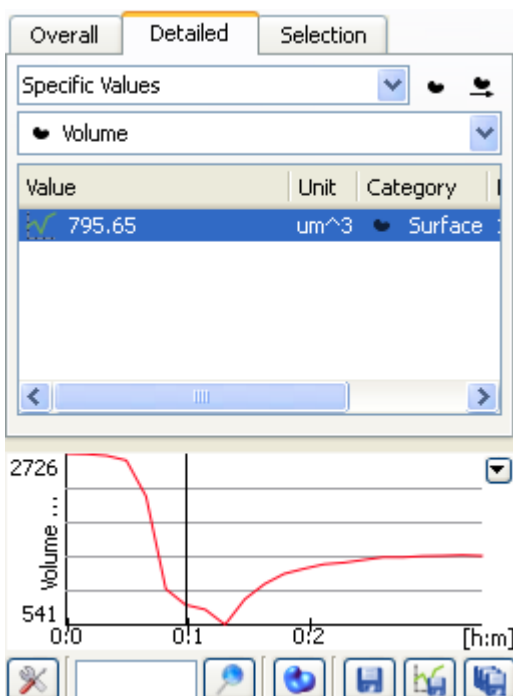 Overall Detailed Selection
Specific Values
Volume
Value Unit Category
795.65 um^3 Surface
2726
Volume ...
541
0:0 0:1 0:2 [h:m]